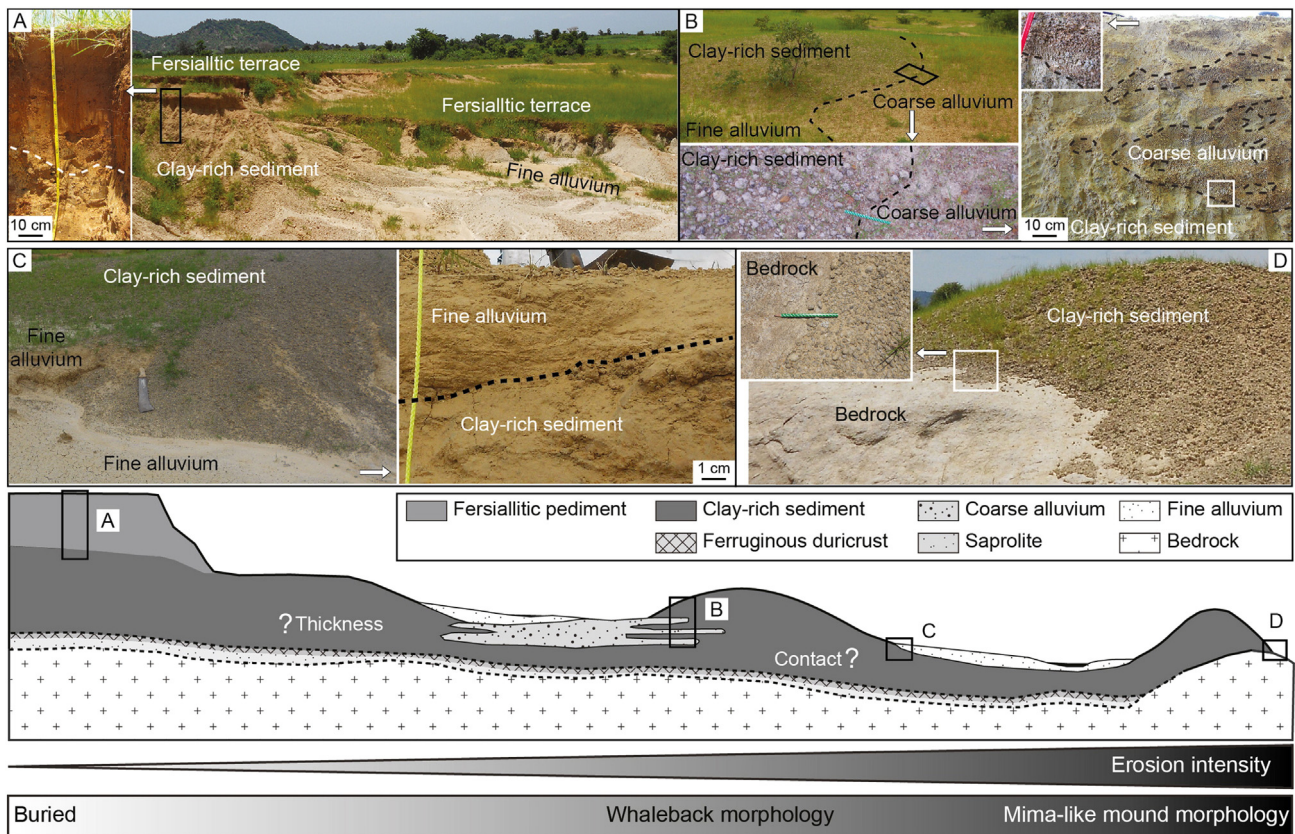 A
Fersialltic terrace
Fersialltic terrace
Clay-rich sediment
Fine alluvium
10 cm
B
Clay-rich sediment
Coarse alluvium
Fine alluvium
Clay-rich sediment
Coarse alluvium
Coarse alluvium
10 cm
Clay-rich sediment
C
Clay-rich sediment
Fine
alluvium
Fine alluvium
Fine alluvium
Clay-rich sediment
1 cm
Bedrock
D
Clay-rich sediment
Bedrock
Fersiallitic pediment
Clay-rich sediment
Coarse alluvium
Fine alluvium
Ferruginous duricrust
Saprolite
Bedrock
A
B
C
D
? Thickness
Contact ?
Erosion intensity
Buried
Whaleback morphology
Mima-like mound morphology